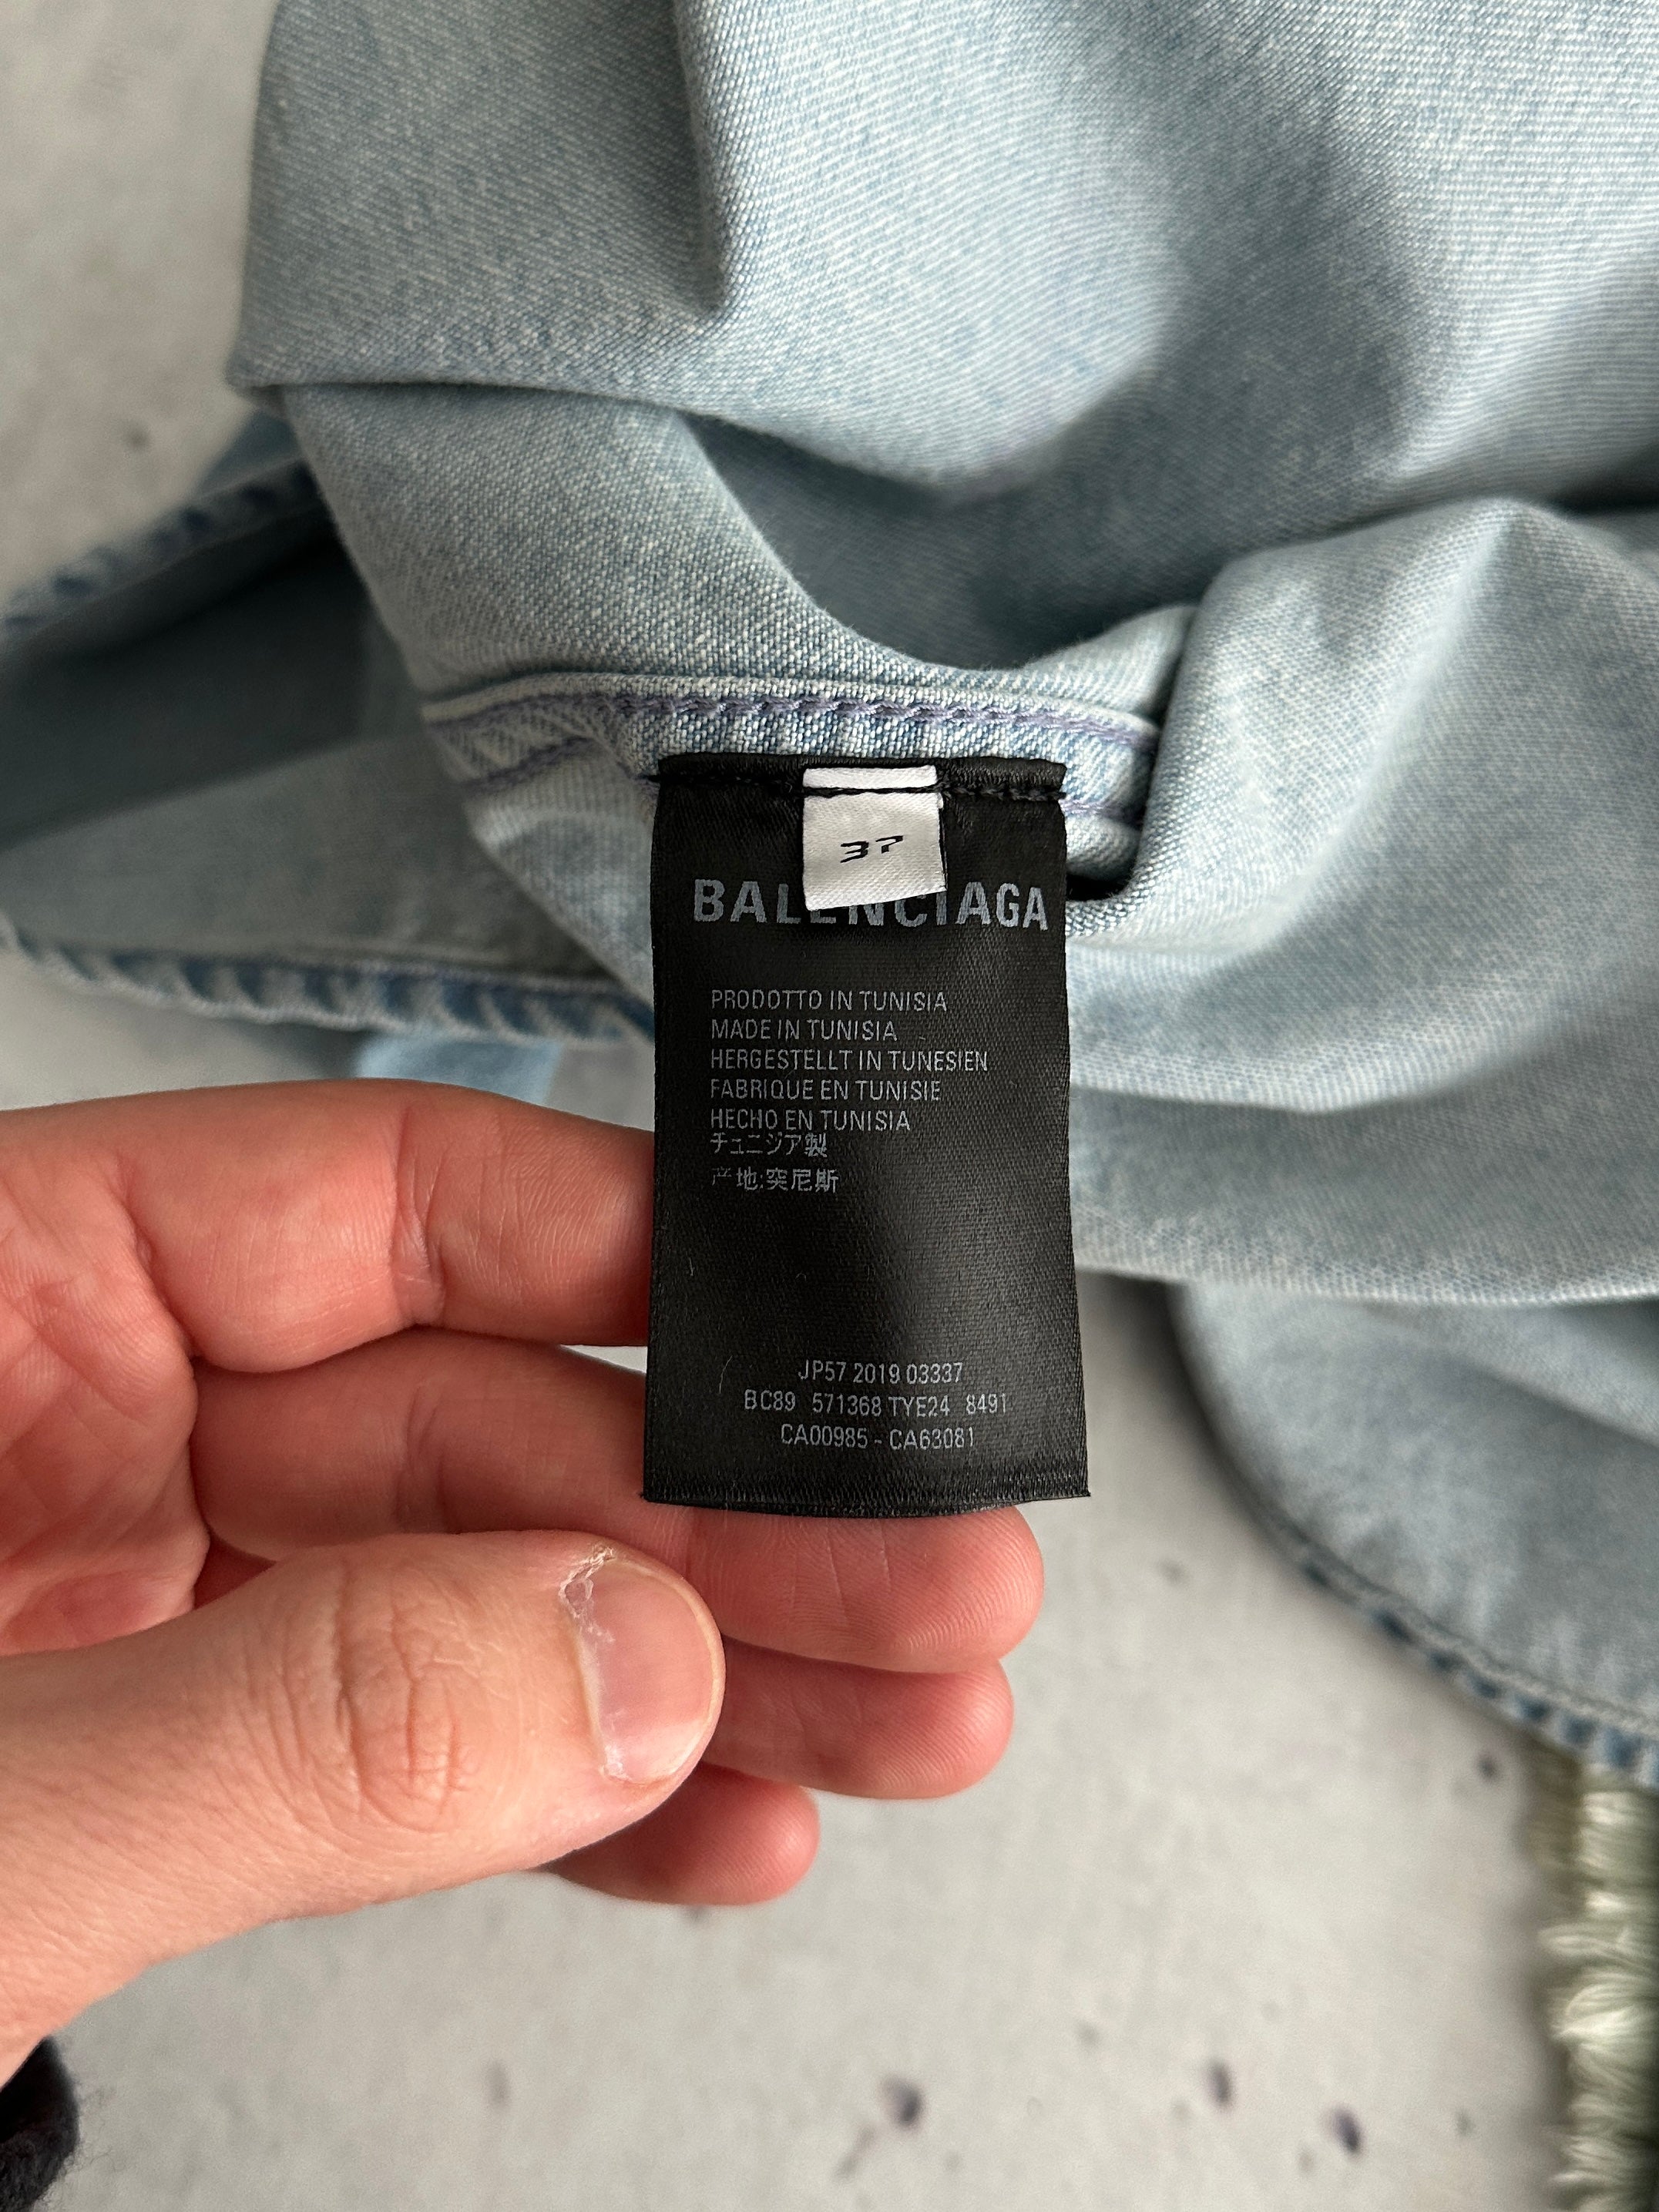 37
BALENCIAGA
PRODOTTO IN TUNISIA
MADE IN TUNISIA
HERGESTELLT IN TUNESIEN
FABRIQUE EN TUNISIE
HECHO EN TUNISIA
チュニジア製
产地:突尼斯
JP57 2019 03337
BC89 571368 TYE24 8491
CA00985 - CA63081